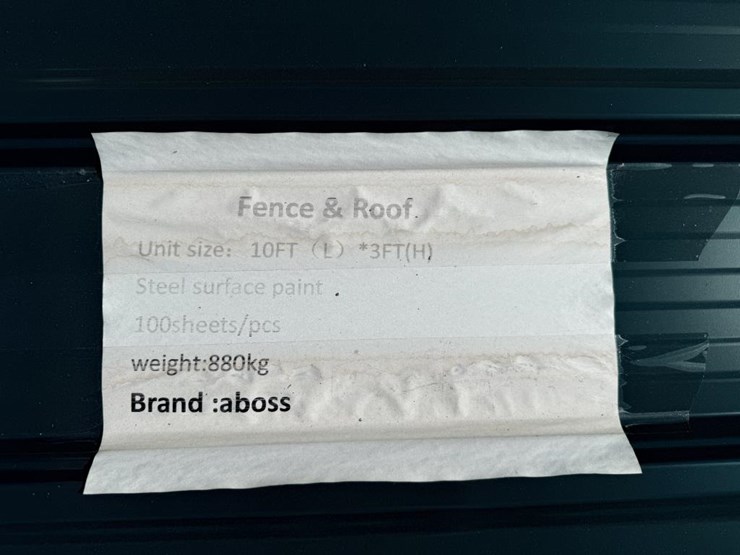 Fence & Roof.
Unit size： 10FT （L） *3FT(H)
Steel surface paint
100sheets/pcs
weight:880kg
Brand :aboss